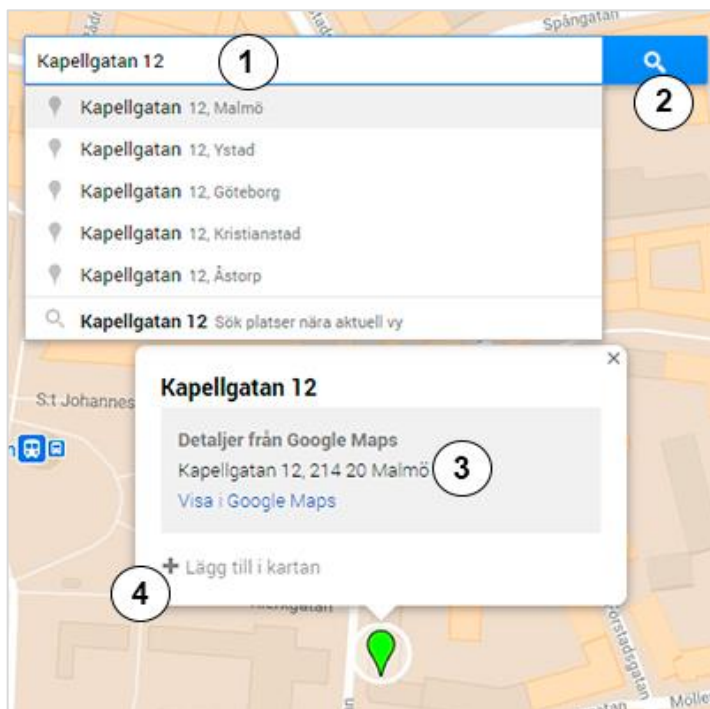 Spångatan
Kapellgatan 12
1
2
Kapellgatan 12, Malmö
Kapellgatan 12, Ystad
Kapellgatan 12, Göteborg
Kapellgatan 12, Kristianstad
Kapellgatan 12, Åstorp
Kapellgatan 12 Sök platser nära aktuell vy
Kapellgatan 12
S:t Johannes
Detaljer från Google Maps
Kapellgatan 12, 214 20 Malmö
3
Visa i Google Maps
Lägg till i kartan
4